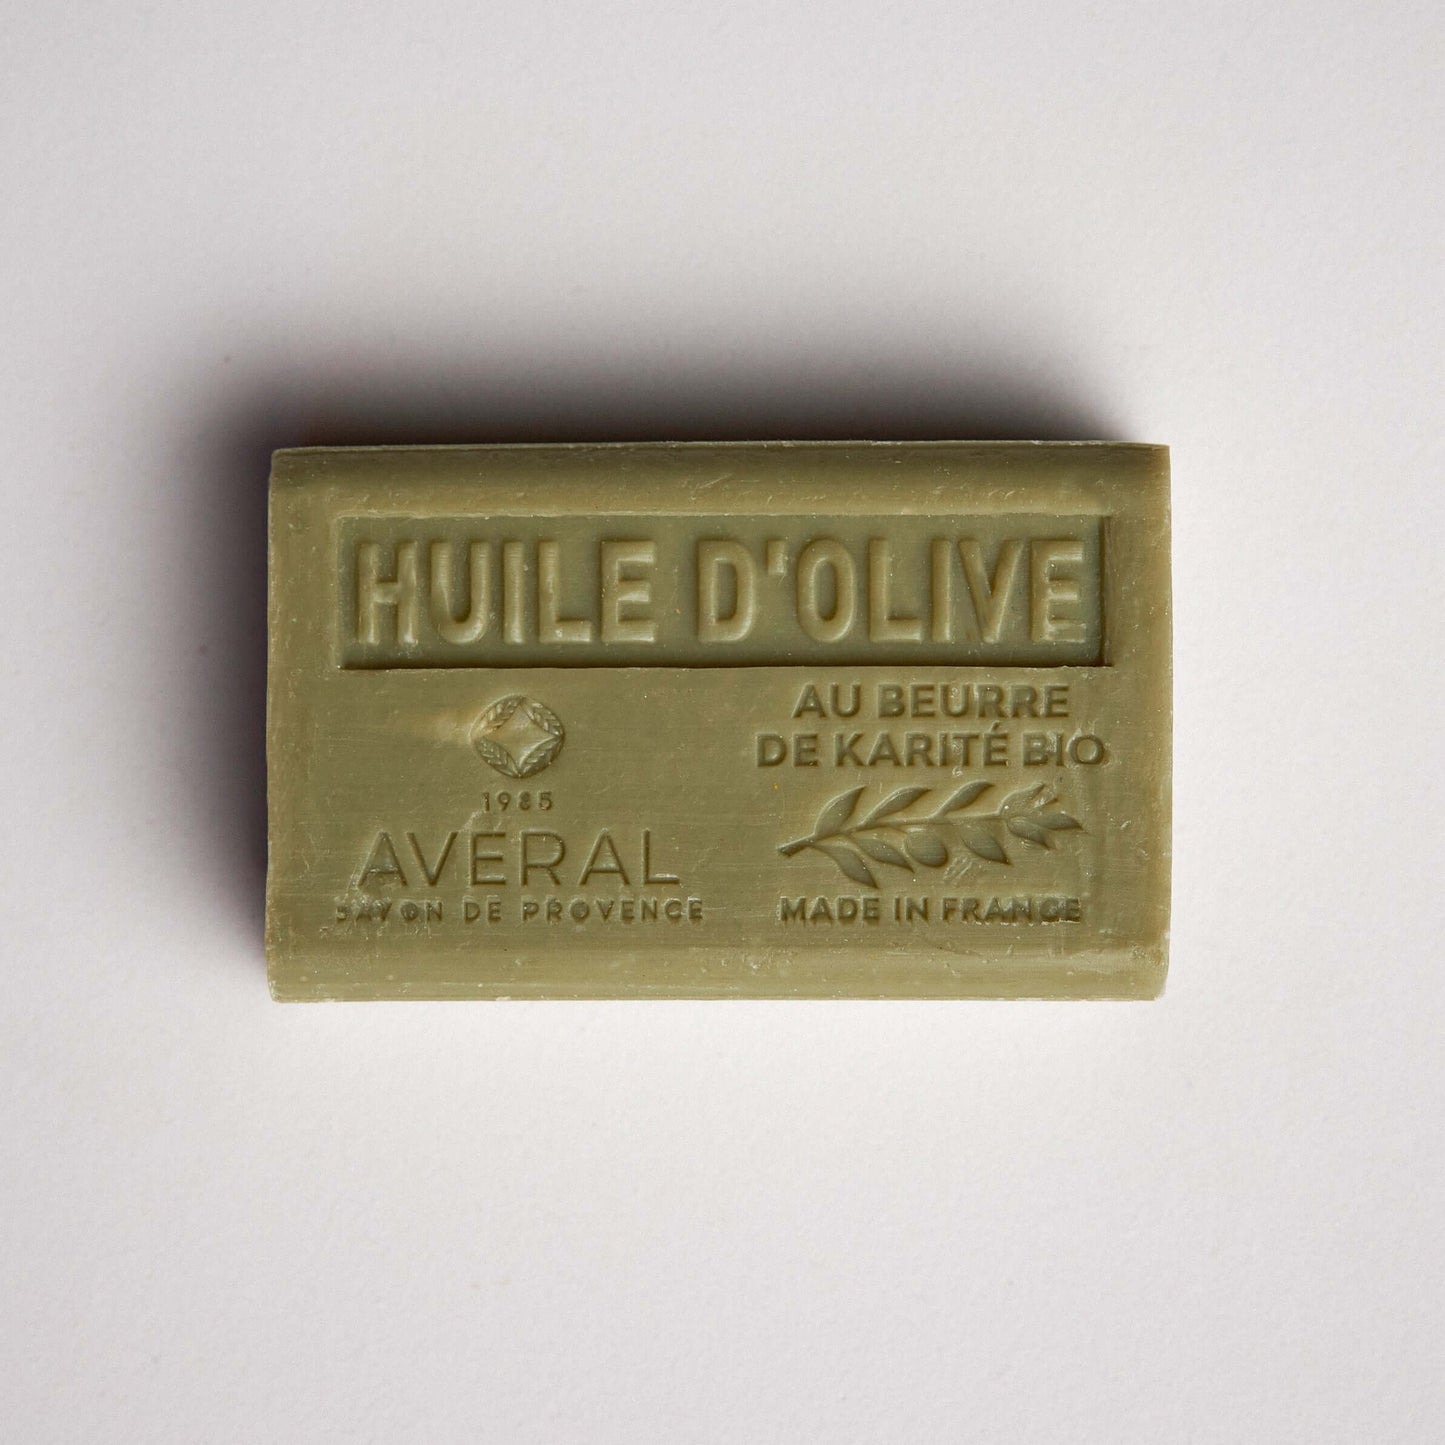 HUILE D'OLIVE
1985
AVERAL
SAVON DE PROVENCE
AU BEURRE
DE KARITÉ BIO
MADE IN FRANCE